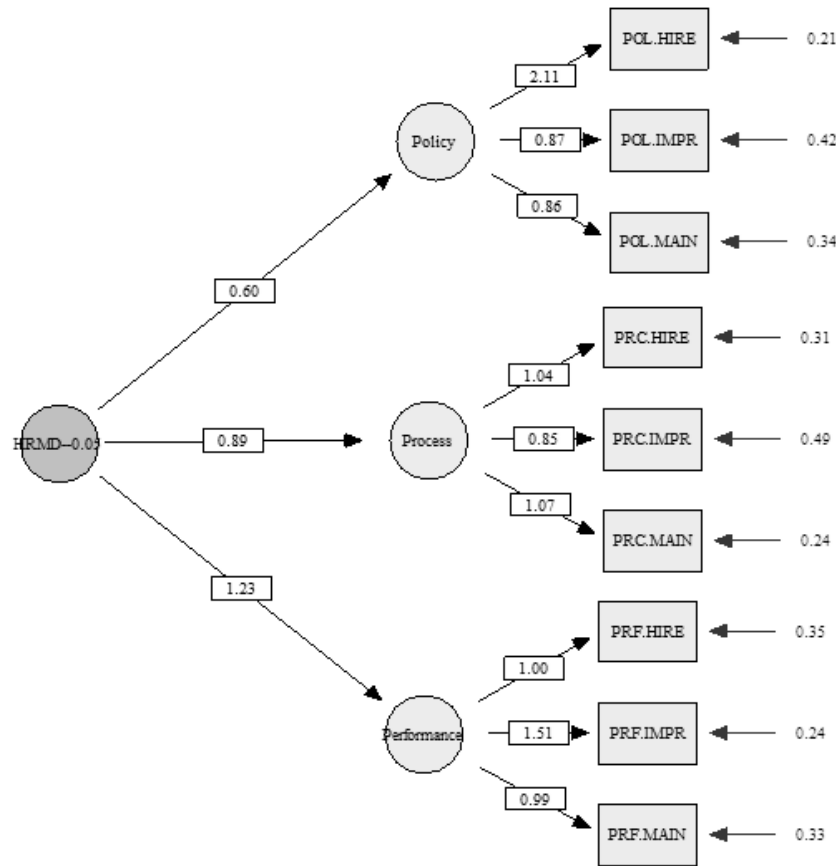 POL.HIRE
0.21
2.11
Policy
0.87
POL.IMPR
0.42
0.86
POL.MAIN
0.34
0.60
PRC.HIRE
0.31
1.04
HRMD--0.05
0.89
Process
0.85
PRC.IMPR
0.49
1.07
PRC.MAIN
0.24
1.23
PRF.HIRE
0.35
1.00
Performance
1.51
PRF.IMPR
0.24
0.99
PRF.MAIN
0.33